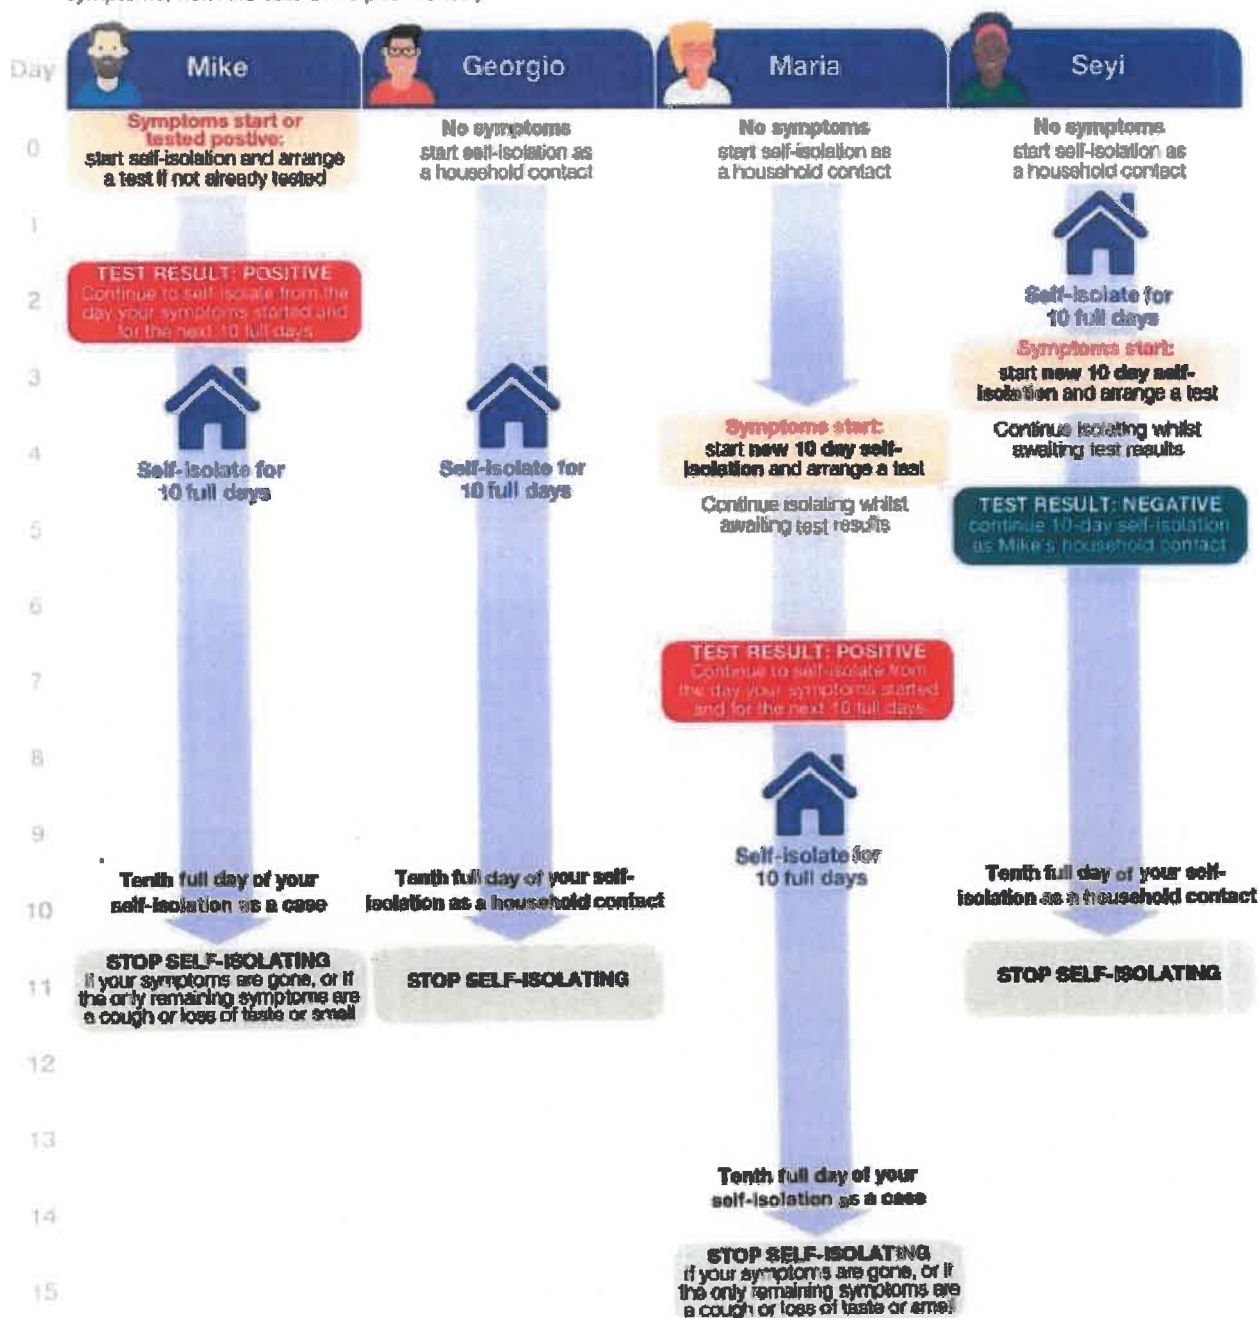 Day
Mike
Georgio
Maria
Seyi
0
Symptoms start or
tested postive:
start self-isolation and arrange
a test if not already tested
No symptoms
start self-isolation as
a household contact
No symptoms
start self-isolation as
a household contact
No symptoms
start self-isolation as
a household contact
1
2
TEST RESULT: POSITIVE
Continue to self-isolate from the
day your symptoms started and
for the next 10 full days
Self-isolate for
10 full days
3
Symptoms start:
start new 10 day self-
isolation and arrange a test
4
Self-isolate for
10 full days
Self-isolate for
10 full days
Symptoms start:
start new 10 day self-
isolation and arrange a test
Continue isolating whilst
awaiting test results
5
Continue isolating whilst
awaiting test results
TEST RESULT: NEGATIVE
continue 10-day self-isolation
as Mike's household contact
6
7
TEST RESULT: POSITIVE
Continue to self-isolate from
the day your symptoms started
and for the next 10 full days
8
9
Self-isolate for
10 full days
10
Tenth full day of your
self-isolation as a case
Tenth full day of your self-
isolation as a household contact
Tenth full day of your self-
isolation as a household contact
11
STOP SELF-ISOLATING
If your symptoms are gone, or if
the only remaining symptoms are
a cough or loss of taste or smell
STOP SELF-ISOLATING
STOP SELF-ISOLATING
12
13
14
Tenth full day of your
self-isolation as a case
15
STOP SELF-ISOLATING
If your symptoms are gone, or if
the only remaining symptoms are
a cough or loss of taste or smell